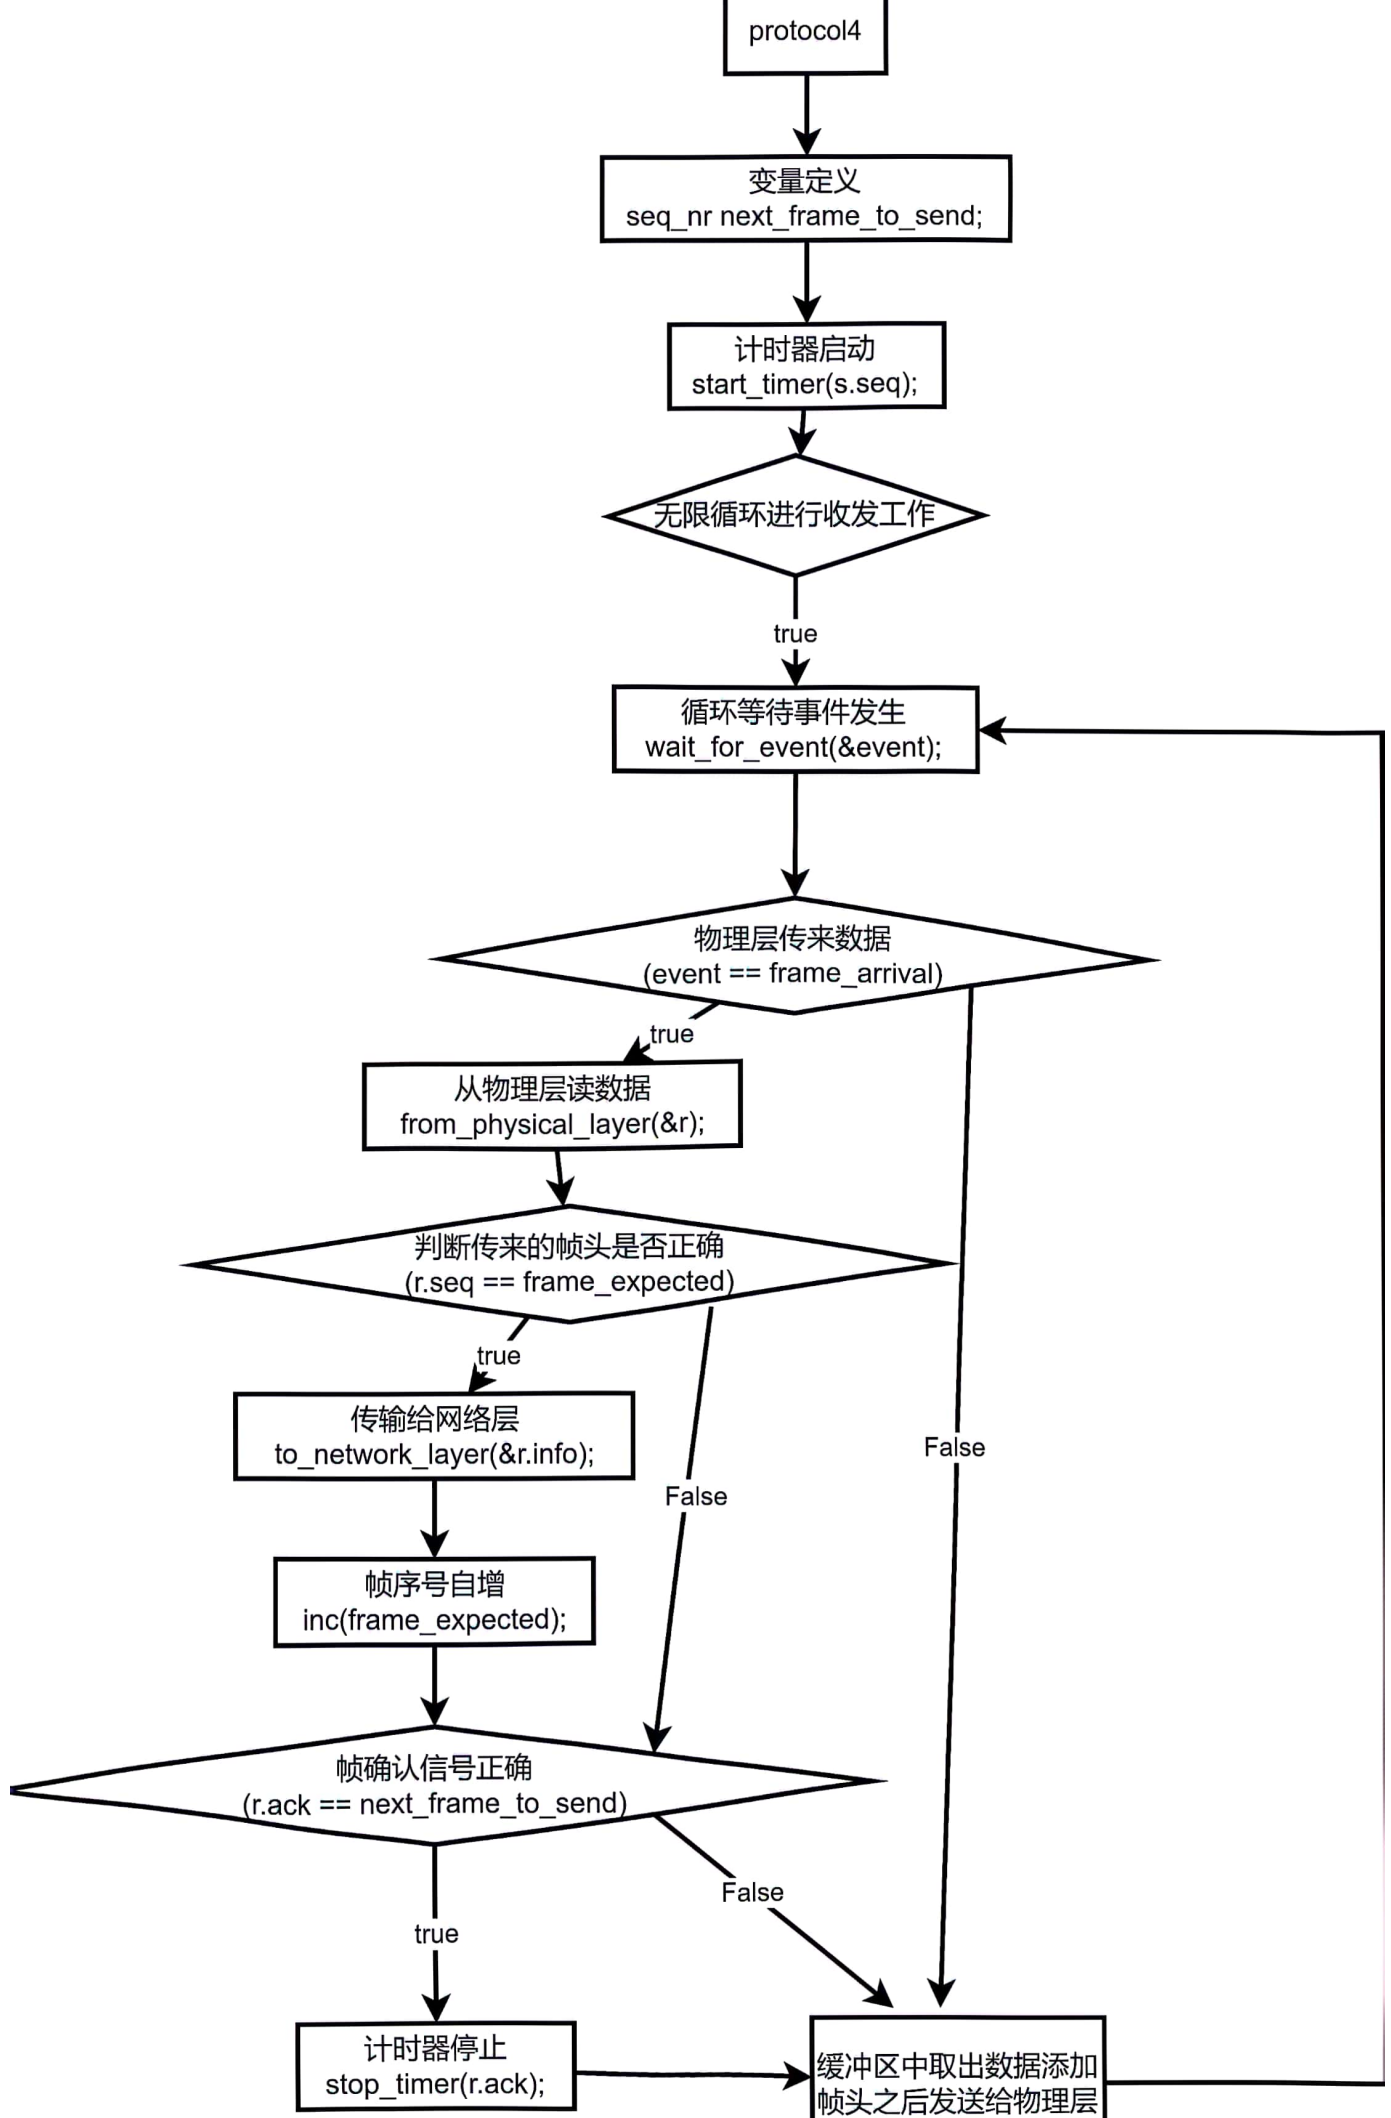 protocol4
变量定义
seq_nr next_frame_to_send;
计时器启动
start_timer(s.seq);
无限循环进行收发工作
true
循环等待事件发生
wait_for_event(&event);
物理层传来数据
(event == frame_arrival)
true
从物理层读数据
from_physical_layer(&r);
判断传来的帧头是否正确
(r.seq == frame_expected)
true
传输给网络层
to_network_layer(&r.info);
False
False
帧序号自增
inc(frame_expected);
帧确认信号正确
(r.ack == next_frame_to_send)
False
true
计时器停止
stop_timer(r.ack);
缓冲区中取出数据添加
帧头之后发送给物理层